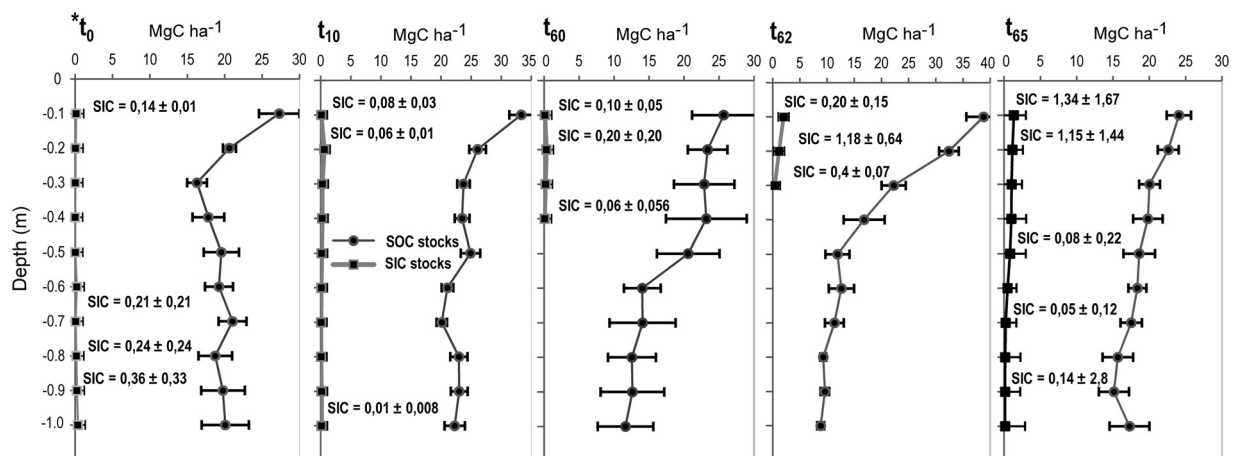 *t0 MgC ha-1
0 5 10 15 20 25 30
t10 MgC ha-1
0 5 10 15 20 25 30 35
t60 MgC ha-1
0 7 14 21 28
t62 MgC ha-1
0 5 10 15 20 25 30 35 40
t65 MgC ha-1
0 5 10 15 20 25 30
Depth (m)
0
-0.1
-0.2
-0.3
-0.4
-0.5
-0.6
-0.7
-0.8
-0.9
-1.0
SIC = 0,14 ± 0,01
SIC = 0,21 ± 0,21
SIC = 0,24 ± 0,24
SIC = 0,36 ± 0,33
SIC = 0,08 ± 0,03
SIC = 0,06 ± 0,01
SOC stocks
SIC stocks
SIC = 0,01 ± 0,008
SIC = 0,10 ± 0,05
SIC = 0,20 ± 0,20
SIC = 0,06 ± 0,056
SIC = 0,20 ± 0,15
SIC = 1,18 ± 0,64
SIC = 0,4 ± 0,07
SIC = 1,34 ± 1,67
SIC = 1,15 ± 1,44
SIC = 0,08 ± 0,22
SIC = 0,05 ± 0,12
SIC = 0,14 ± 2,8